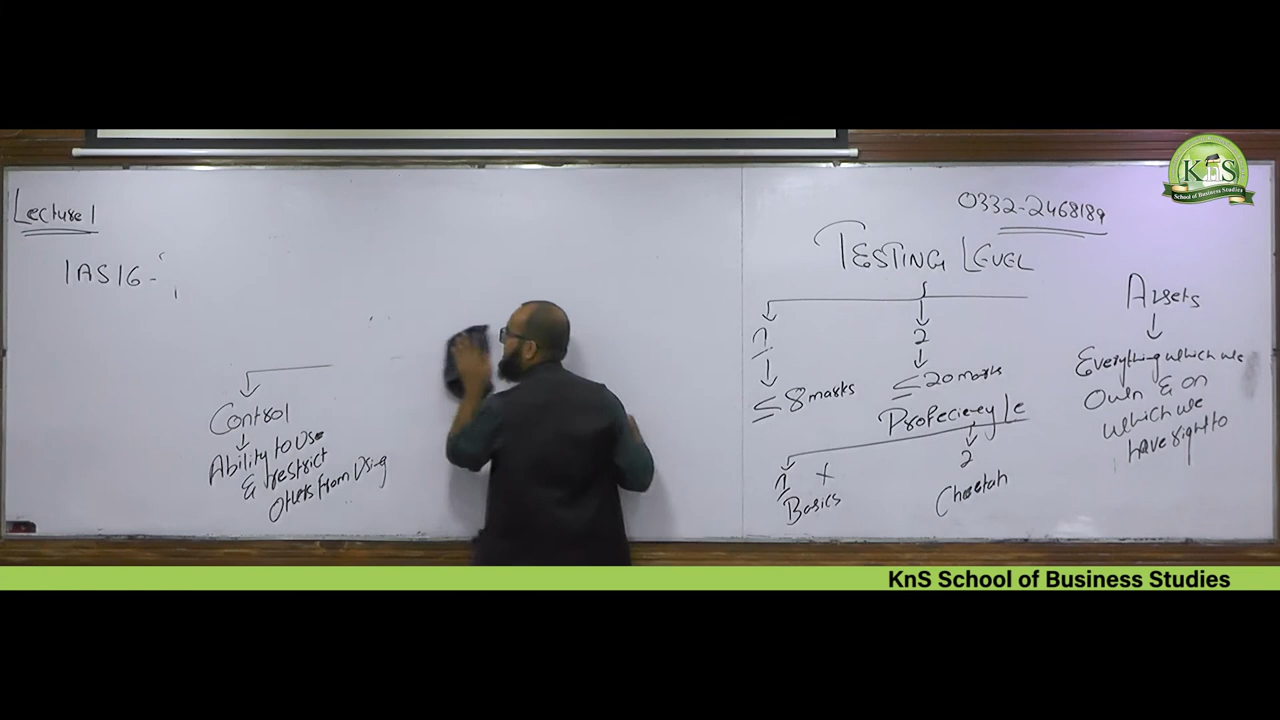 Lecture 1
IAS 16 -
Control
Ability to Use
& restrict
others from Using
0332-2468189
TESTING LEVEL
1
2
≤ 8 marks
≤ 20 marks
Profeciency Le
1 +
2
Basics
Cheetah
Assets
Everything which we
Own & on
which we
have right to
KnS
School of Business Studies
KnS School of Business Studies